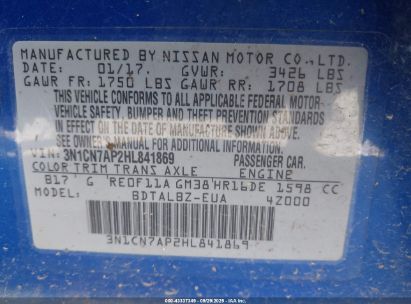 MANUFACTURED BY NISSAN MOTOR CO., LTD.
DATE: 01/17. GVWR: 3426 LBS
GAWR FR: 1750 LBS GAWR RR: 1708 LBS
THIS VEHICLE CONFORMS TO ALL APPLICABLE FEDERAL MOTOR-
VEHICLE SAFETY, BUMPER AND THEFT PREVENTION STANDARDS
IN EFFECT ON THE DATE OF MANUFACTURE SHOWN ABOVE.
SEE OWNERS MANUAL FOR ADDITIONAL
VIN: 3N1CN7AP2HL841869 PASSENGER CAR.
COLOR TRIM TRANS AXLE ENGINE
B17 G RE0F11A GM38 HR16DE 1598 CC
MODEL: BDTALBZ-EUA 4Z000
3N1CN7AP2HL841869